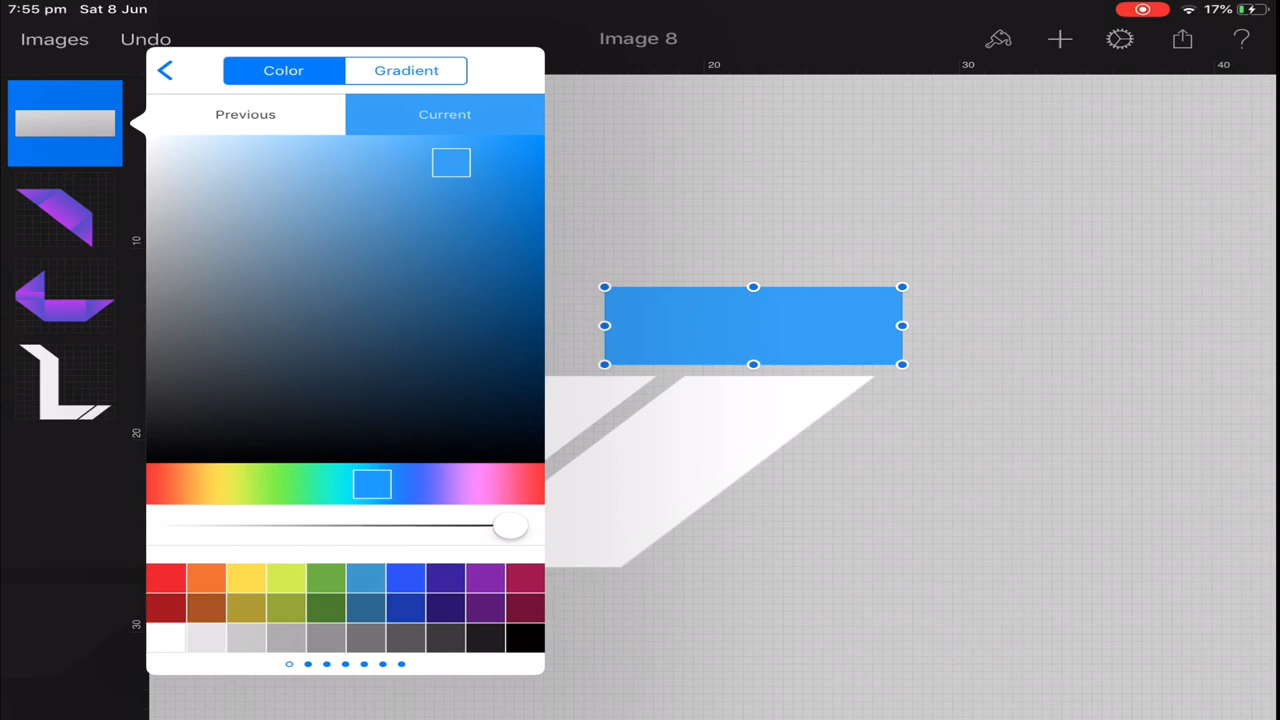 7:55 pm Sat 8 Jun 17%
Images Undo Image 8 ?
20 30 40
Color Gradient
Previous Current
10
20
30